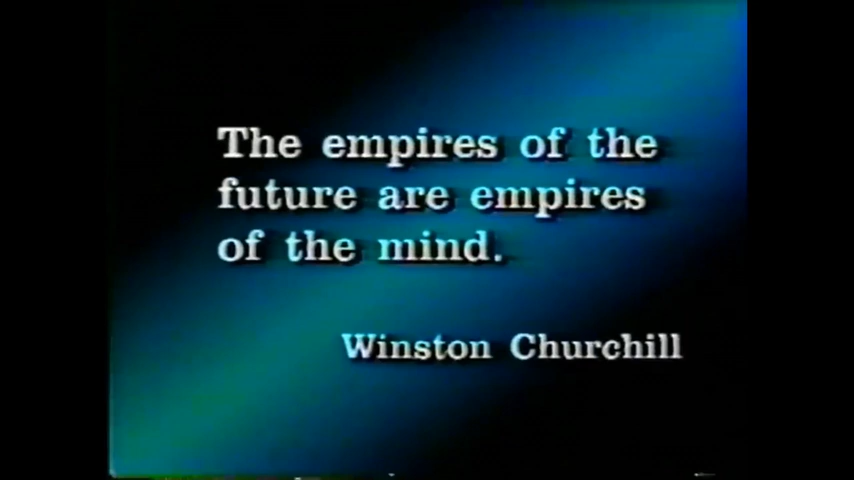 The empires of the
future are empires
of the mind.
Winston Churchill